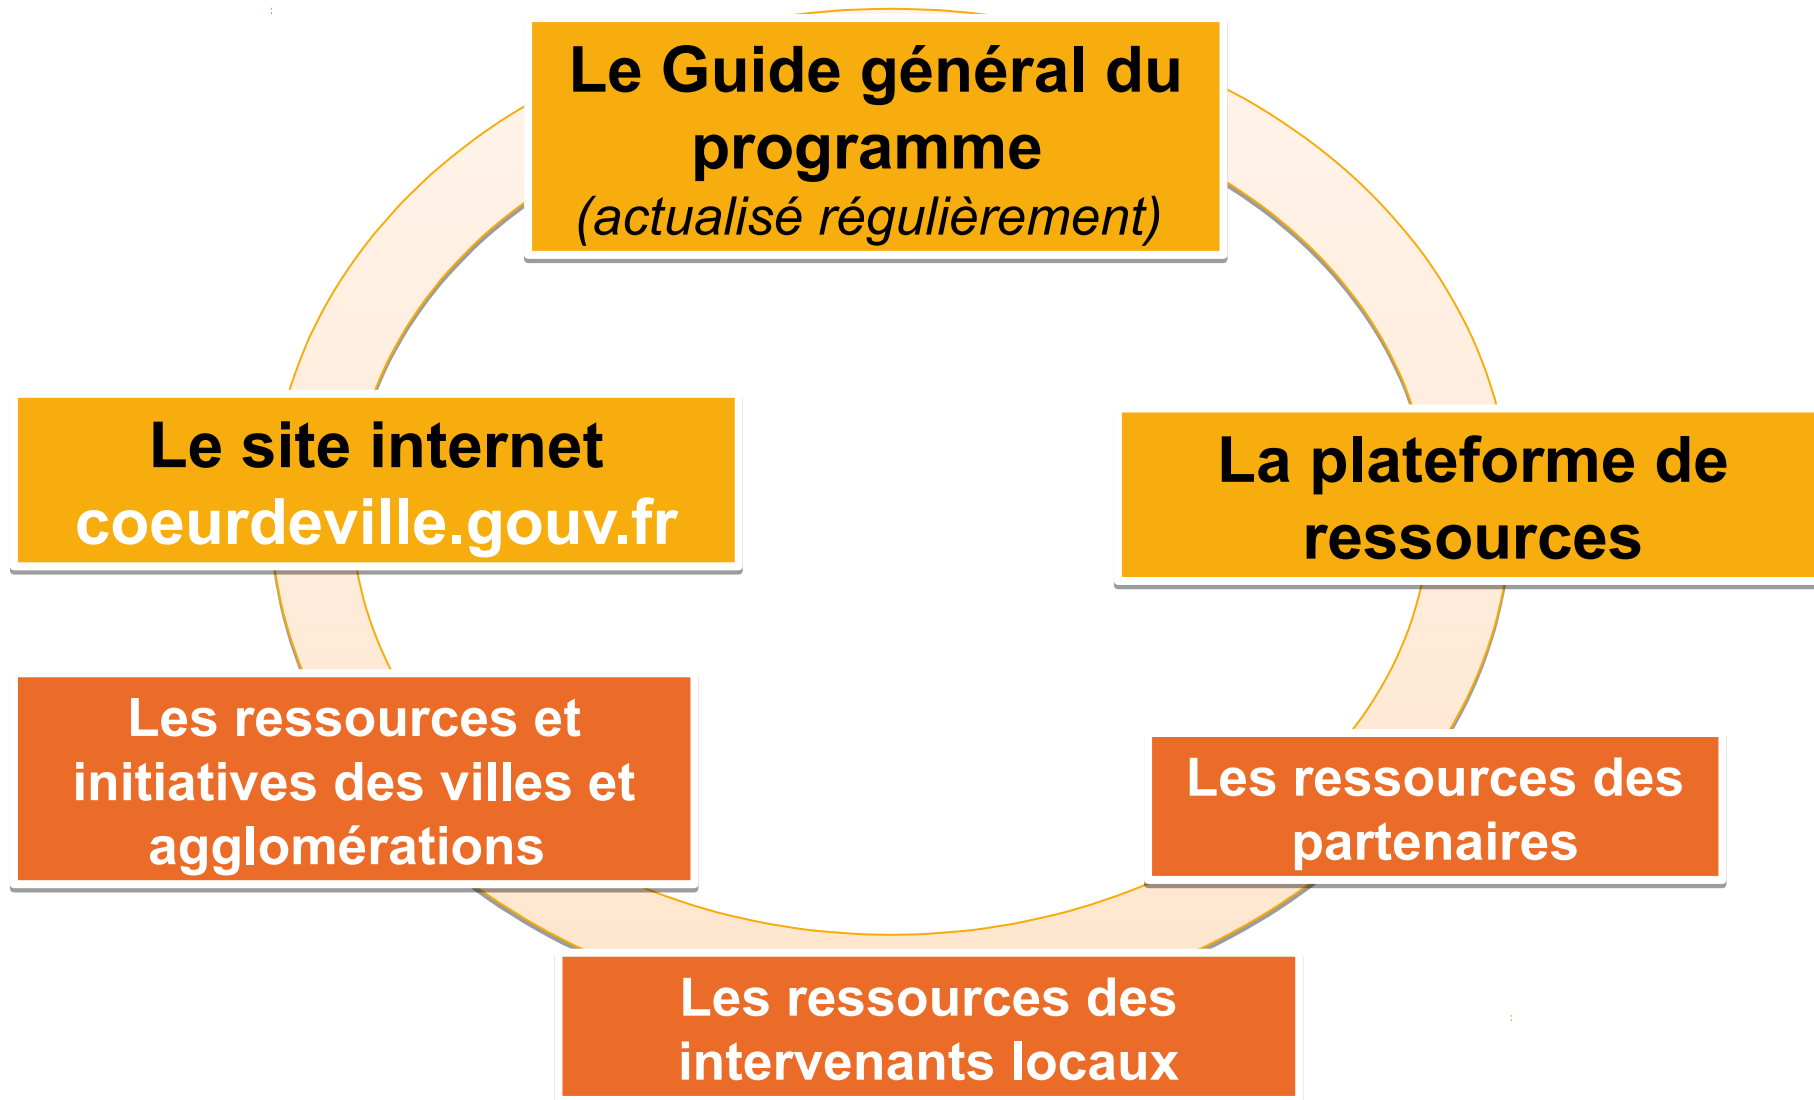 Le Guide général du
programme
(actualisé régulièrement)
Le site internet
coeurdeville.gouv.fr
La plateforme de
ressources
Les ressources et
initiatives des villes et
agglomérations
Les ressources des
partenaires
Les ressources des
intervenants locaux